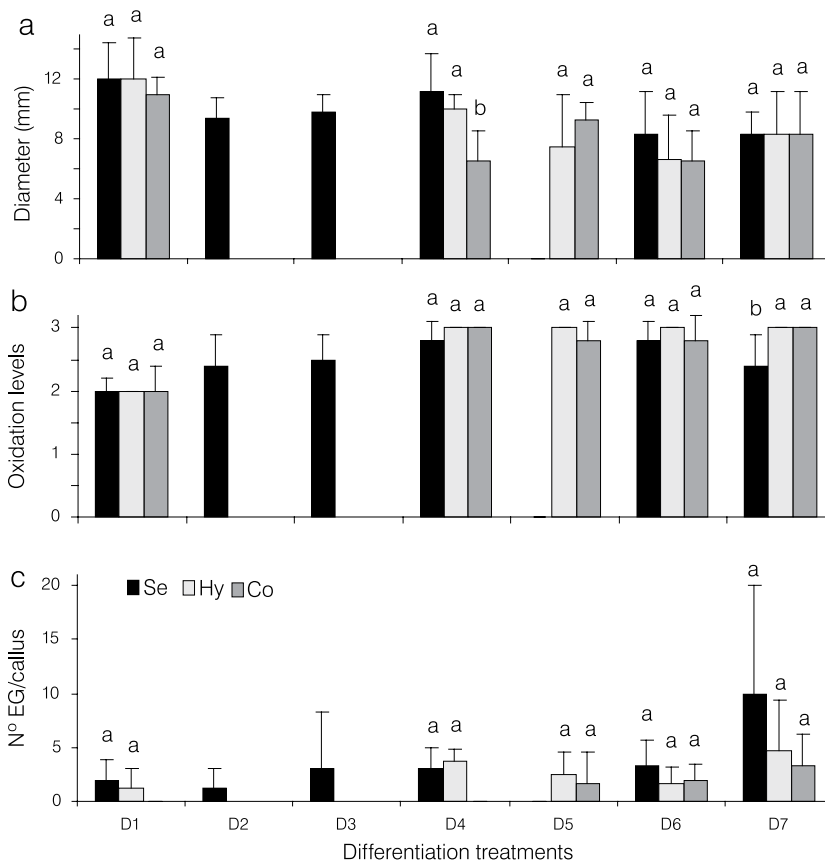 a
a a a
a a b
a a
a a a
a a a
12
8
4
0
Diameter (mm)
b
a a a
a a a
a a
a a a
b a a
3
2
1
0
Oxidation levels
c
Se Hy Co
20
15
10
5
0
Nº EG/callus
a a
a a
a a
a a a
a a a
D1 D2 D3 D4 D5 D6 D7
Differentiation treatments